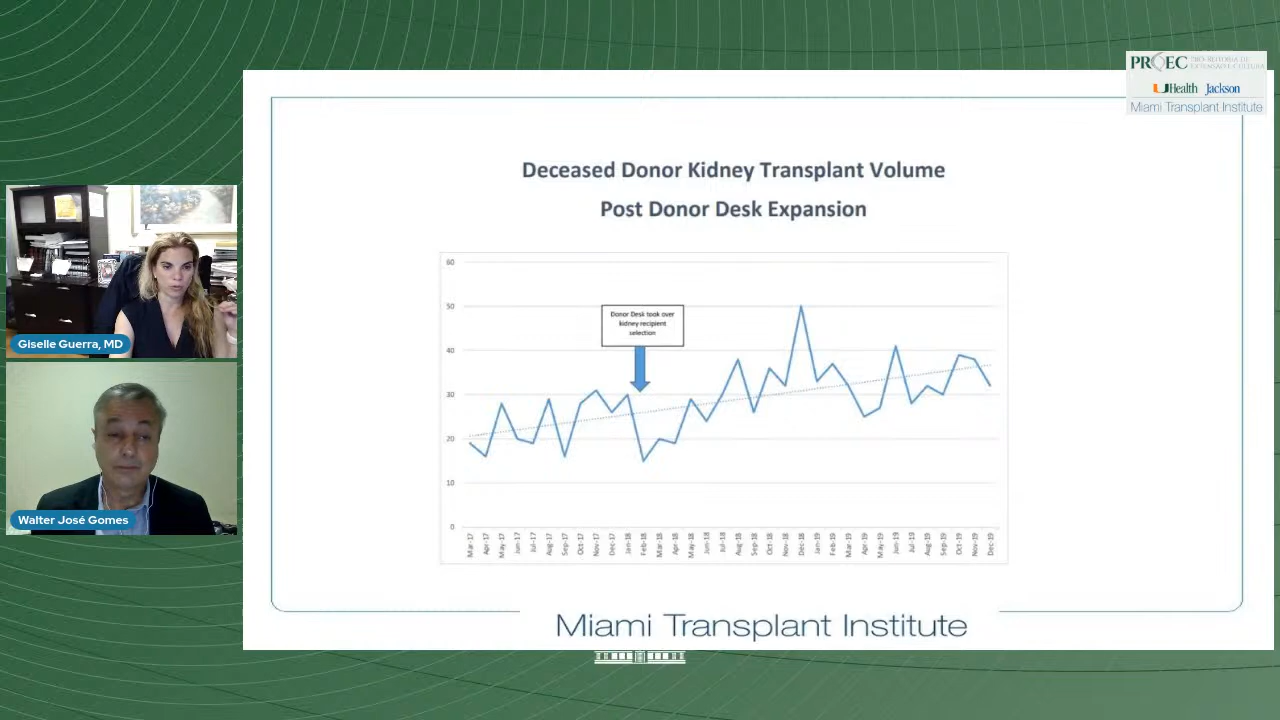 PROEC PRÓ-REITORIA DE
EXTENSÃO E CULTURA
UHealth Jackson
Miami Transplant Institute
Deceased Donor Kidney Transplant Volume
Post Donor Desk Expansion
60
50
40
30
20
10
0
Donor Desk took over
kidney recipient
selection
Mar-17
Apr-17
May-17
Jun-17
Jul-17
Aug-17
Sep-17
Oct-17
Nov-17
Dec-17
Jan-18
Feb-18
Mar-18
Apr-18
May-18
Jun-18
Jul-18
Aug-18
Sep-18
Oct-18
Nov-18
Dec-18
Jan-19
Feb-19
Mar-19
Apr-19
May-19
Jun-19
Jul-19
Aug-19
Sep-19
Oct-19
Nov-19
Dec-19
Giselle Guerra, MD
Walter José Gomes
Miami Transplant Institute